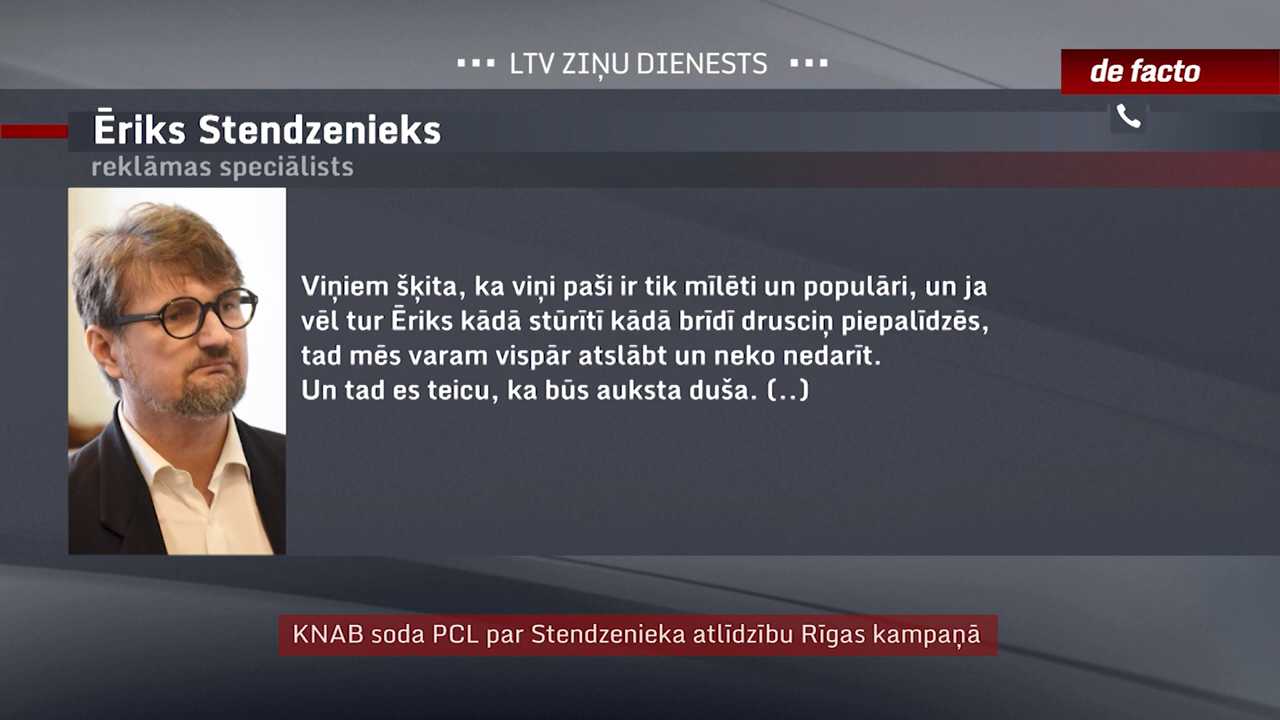 LTV ZIŅU DIENESTS
de facto
Ēriks Stendzenieks
reklāmas speciālists
Viņiem šķita, ka viņi paši ir tik mīlēti un populāri, un ja
vēl tur Ēriks kādā stūrītī kādā brīdī drusciņ piepalīdzēs,
tad mēs varam vispār atslābt un neko nedarīt.
Un tad es teicu, ka būs auksta duša. (..)
KNAB soda PCL par Stendzenieka atlīdzību Rīgas kampaņā